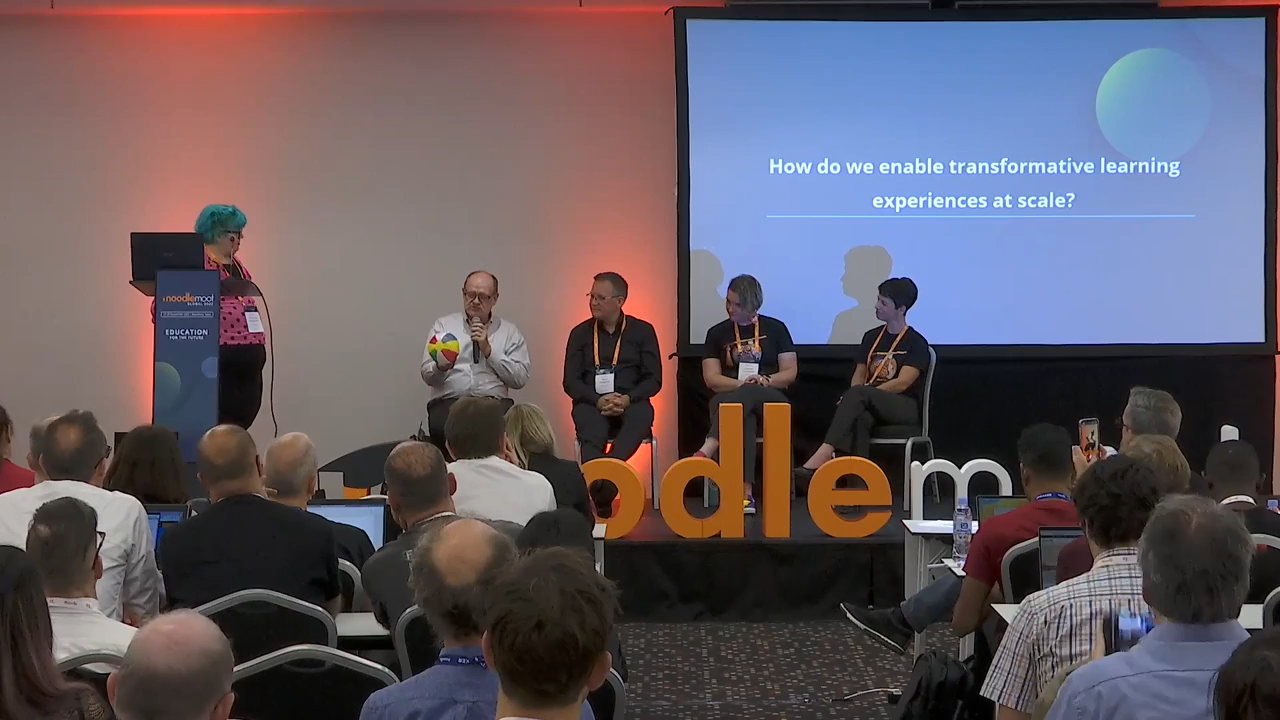 How do we enable transformative learning
experiences at scale?
moodlemoot
EDUCATION
FOR THE FUTURE
odle
m